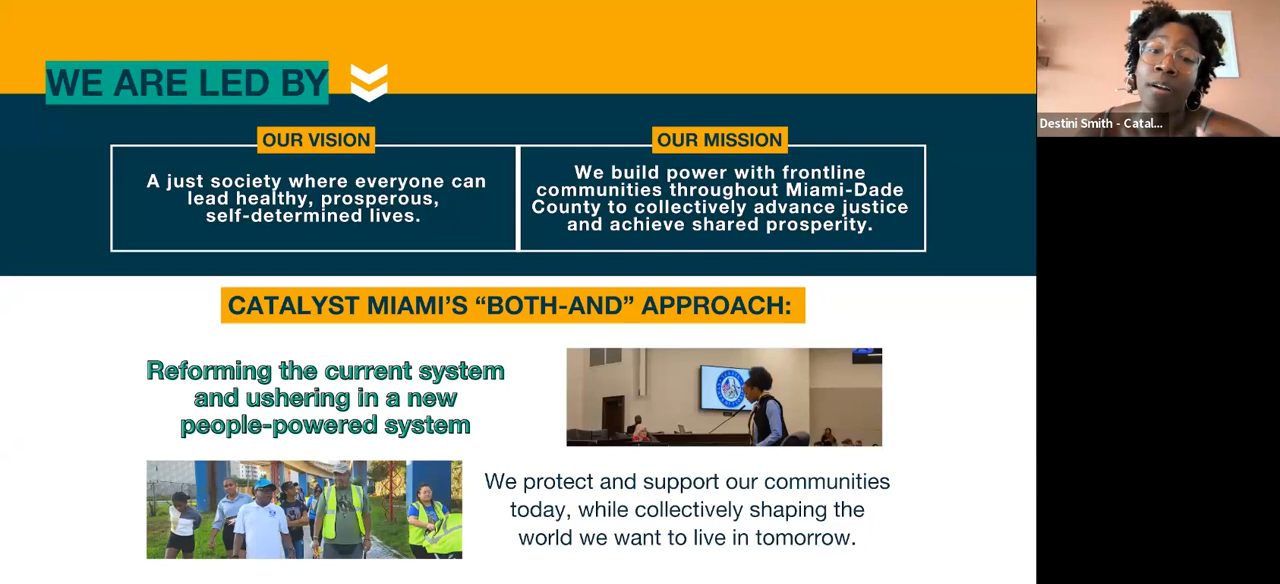 WE ARE LED BY
Destini Smith - Catal...
OUR VISION
A just society where everyone can
lead healthy, prosperous,
self-determined lives.
OUR MISSION
We build power with frontline
communities throughout Miami-Dade
County to collectively advance justice
and achieve shared prosperity.
CATALYST MIAMI’S “BOTH-AND” APPROACH:
Reforming the current system
and ushering in a new
people-powered system
We protect and support our communities
today, while collectively shaping the
world we want to live in tomorrow.